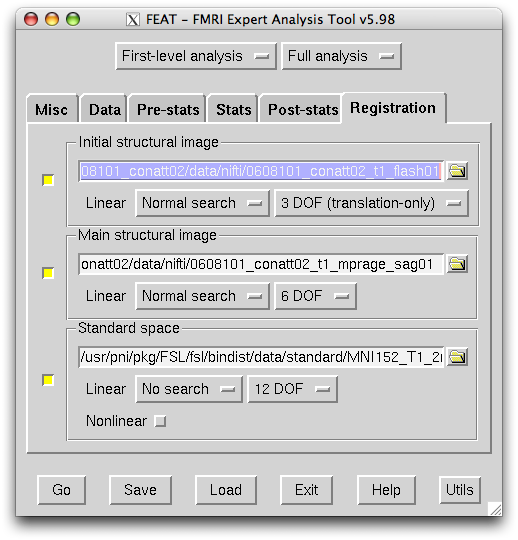 FEAT - FMRI Expert Analysis Tool v5.98
First-level analysis Full analysis
Misc Data Pre-stats Stats Post-stats Registration
Initial structural image
08101_conatt02/data/nifti/0608101_conatt02_t1_flash01
Linear Normal search 3 DOF (translation-only)
Main structural image
onatt02/data/nifti/0608101_conatt02_t1_mprage_sag01
Linear Normal search 6 DOF
Standard space
/usr/pni/pkg/FSL/fsl/bindist/data/standard/MNI152_T1_2
Linear No search 12 DOF
Nonlinear
Go Save Load Exit Help Utils